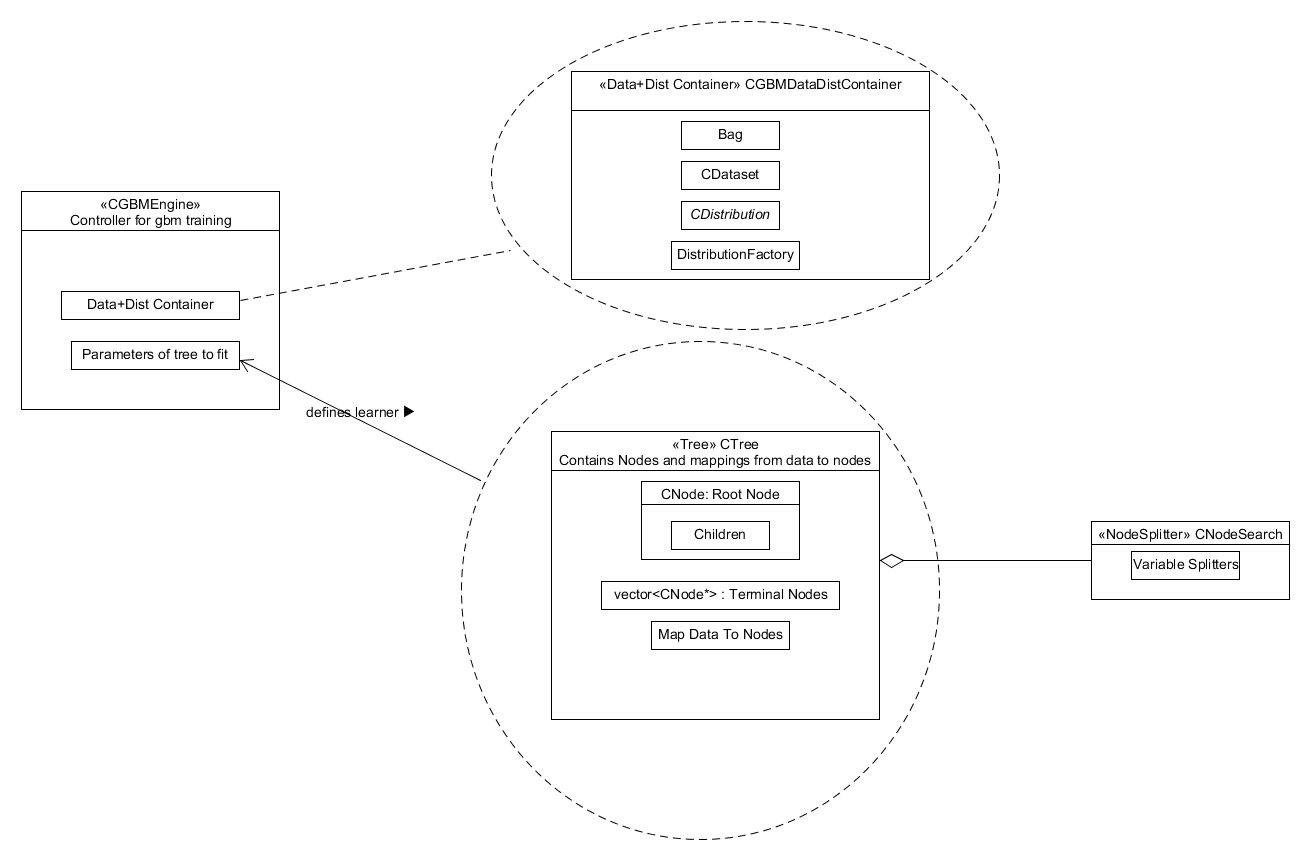 «Data+Dist Container» CGBMDataDistContainer
Bag
CDataset
CDistribution
DistributionFactory
«CGBMEngine»
Controller for gbm training
Data+Dist Container
Parameters of tree to fit
defines learner ▶
«Tree» CTree
Contains Nodes and mappings from data to nodes
CNode: Root Node
Children
vector<CNode*> : Terminal Nodes
Map Data To Nodes
«NodeSplitter» CNodeSearch
Variable Splitters